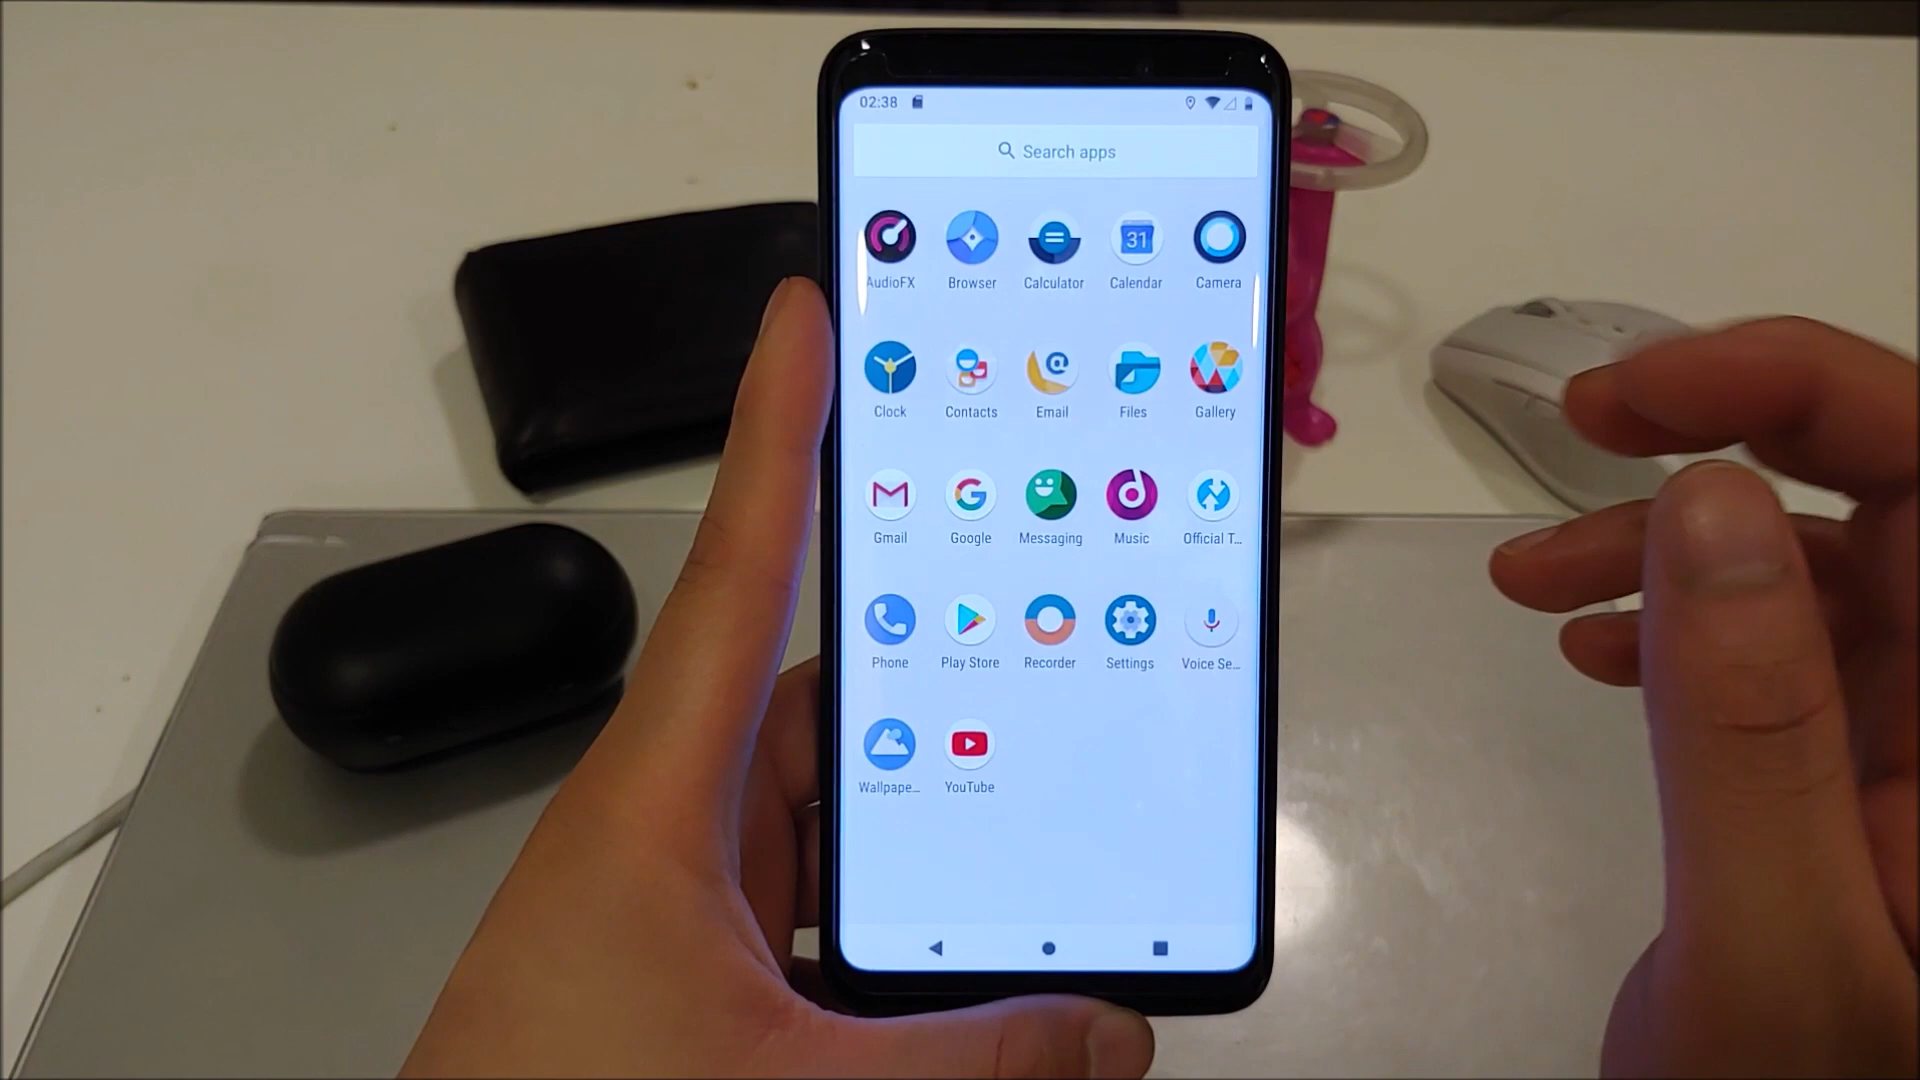 02:38
Search apps
AudioFX Browser Calculator 31 Calendar Camera
Clock Contacts @ Email Files Gallery
Gmail G Google Messaging Music Official T...
Phone Play Store Recorder Settings Voice Se...
Wallpape... YouTube